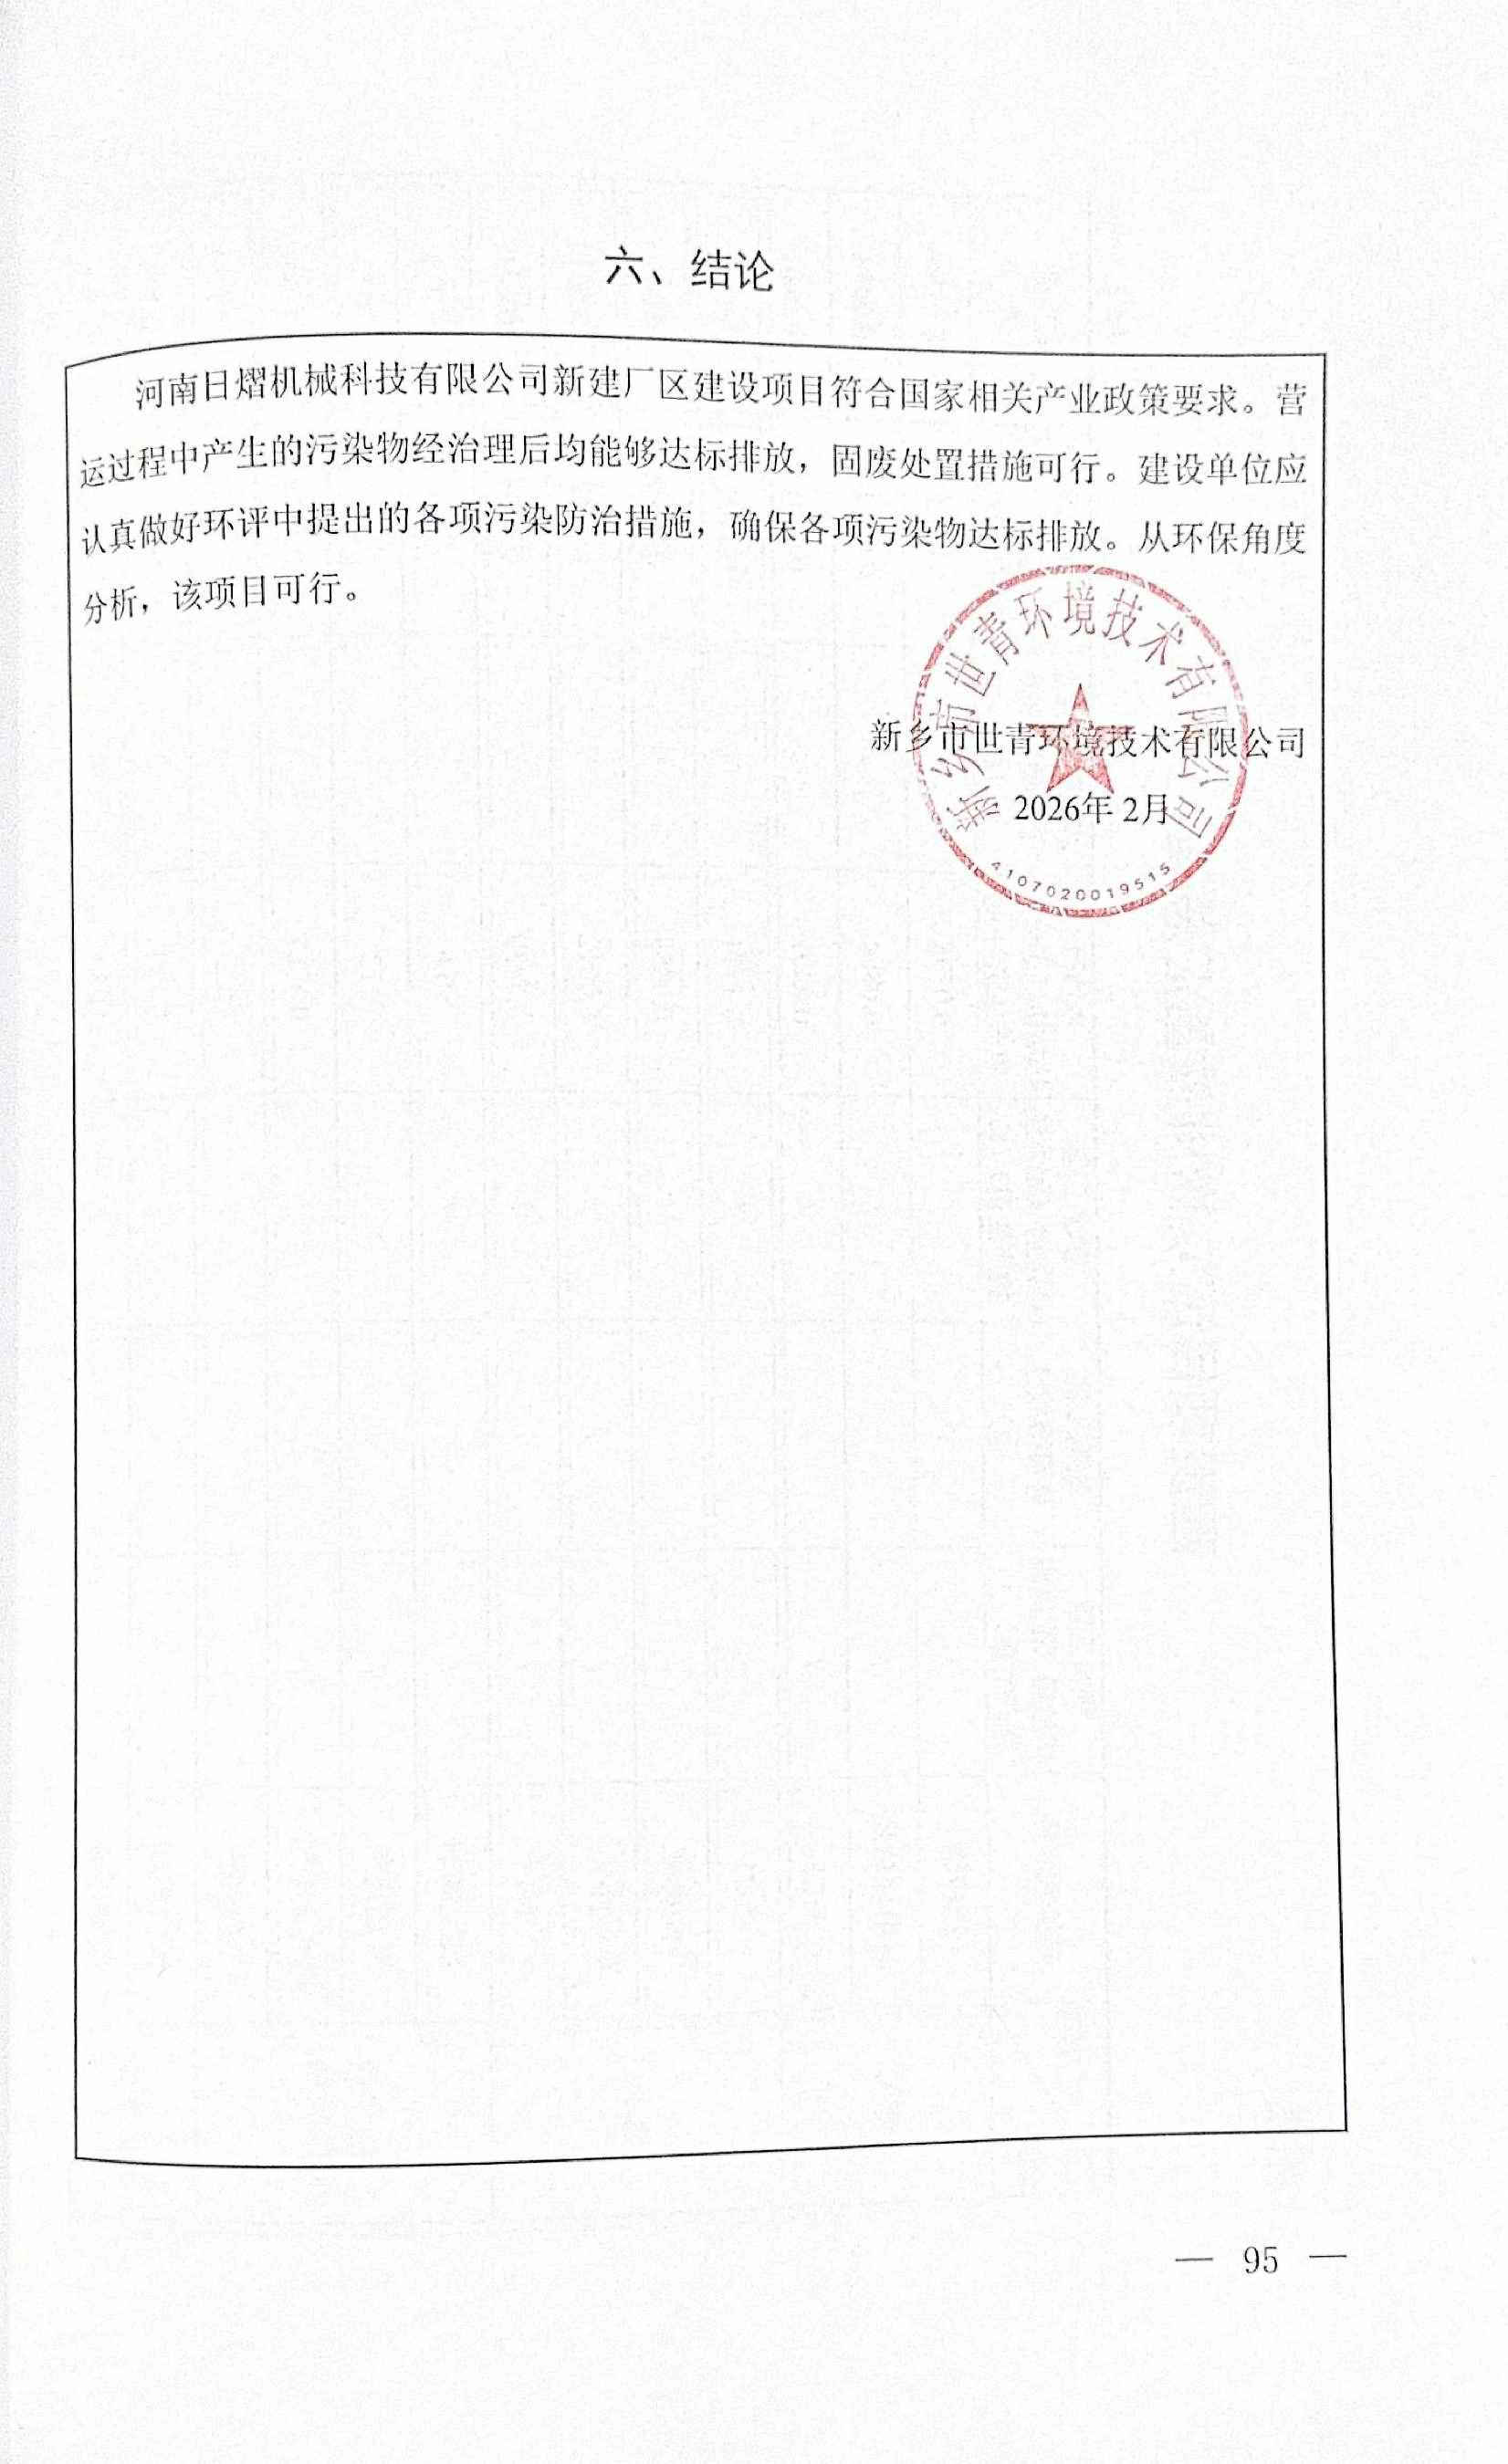 六、结论
河南日熠机械科技有限公司新建厂区建设项目符合国家相关产业政策要求。营
运过程中产生的污染物经治理后均能够达标排放，固废处置措施可行。建设单位应
认真做好环评中提出的各项污染防治措施，确保各项污染物达标排放。从环保角度
分析，该项目可行。
新乡市世青环境技术有限公司
新乡市世青环境技术有限公司
2026年 2月
4107020019515
— 95 —